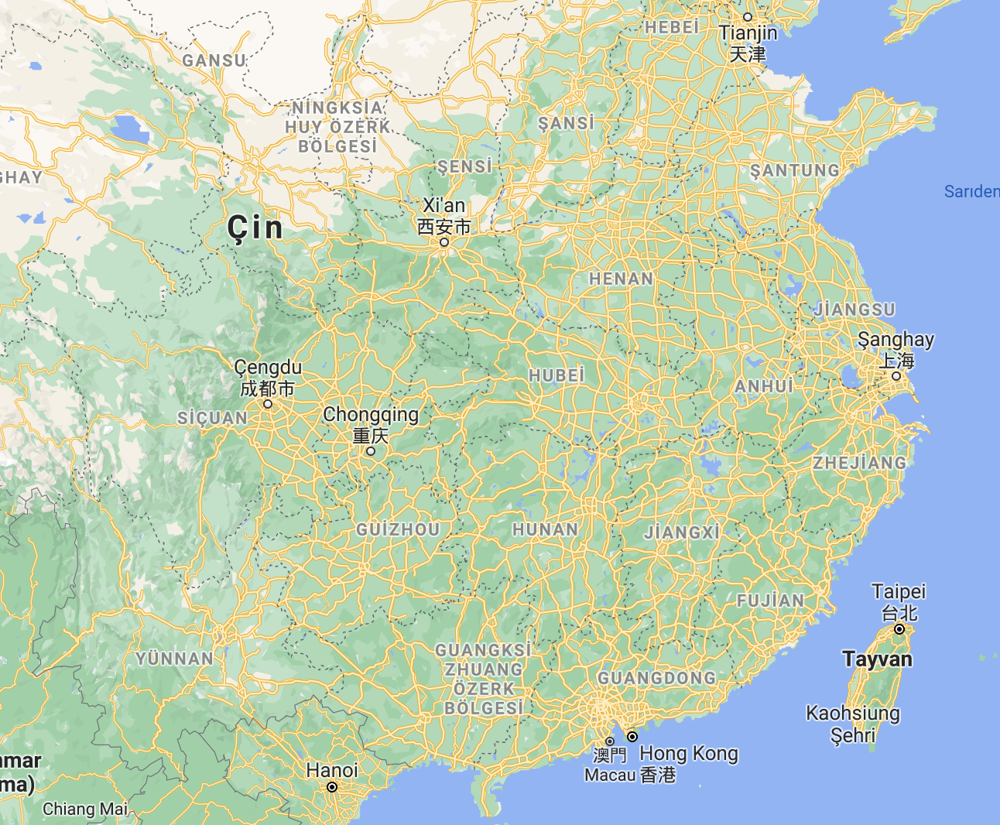 HEBEİ
Tianjin
天津
GANSU
NİNGKSİA
HUY ÖZERK
BÖLGESİ
ŞANSİ
ŞENSİ
ŞANTUNG
GHAY
Sarıden
Çin
Xi'an
西安市
HENAN
JİANGSU
Şanghay
上海
Çengdu
成都市
HUBEİ
ANHUİ
SİÇUAN
Chongqing
重庆
ZHEJİANG
GUİZHOU
HUNAN
JİANGXİ
FUJİAN
Taipei
台北
YÜNNAN
GUANGKSİ
ZHUANG
ÖZERK
BÖLGESİ
GUANGDONG
Tayvan
Kaohsiung
Şehri
澳門
Macau
Hong Kong
香港
Hanoi
nmar
ma)
Chiang Mai